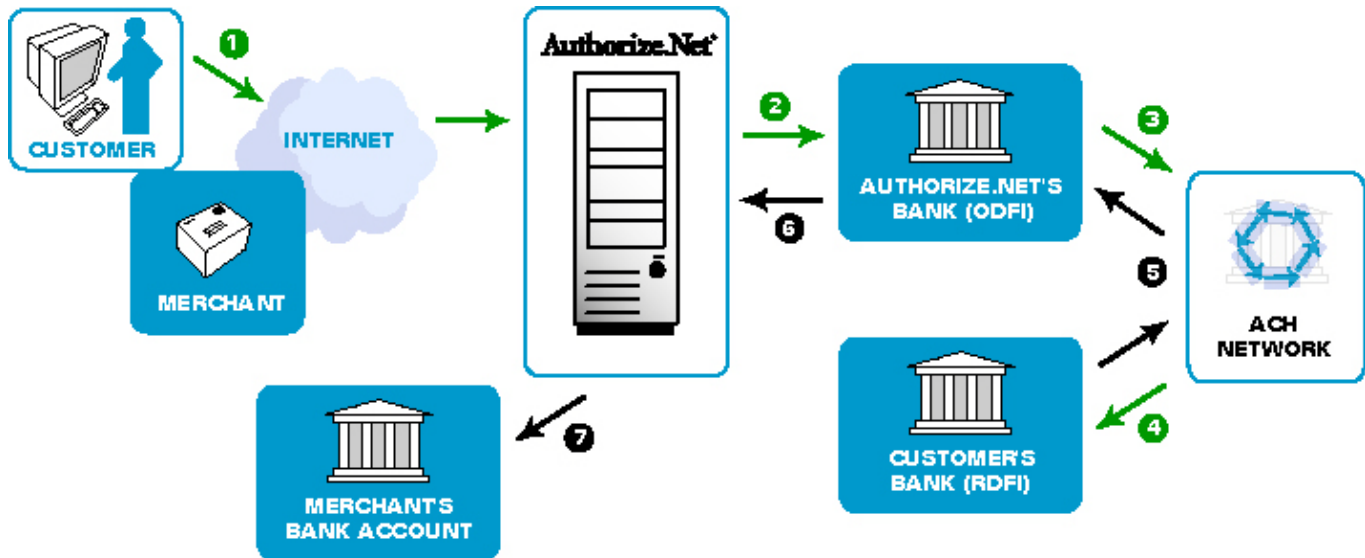 1
CUSTOMER
INTERNET
MERCHANT
Authorize.Net
2
AUTHORIZE.NET'S
BANK (ODFI)
3
6
5
ACH
NETWORK
4
CUSTOMER'S
BANK (RDFI)
7
MERCHANT'S
BANK ACCOUNT